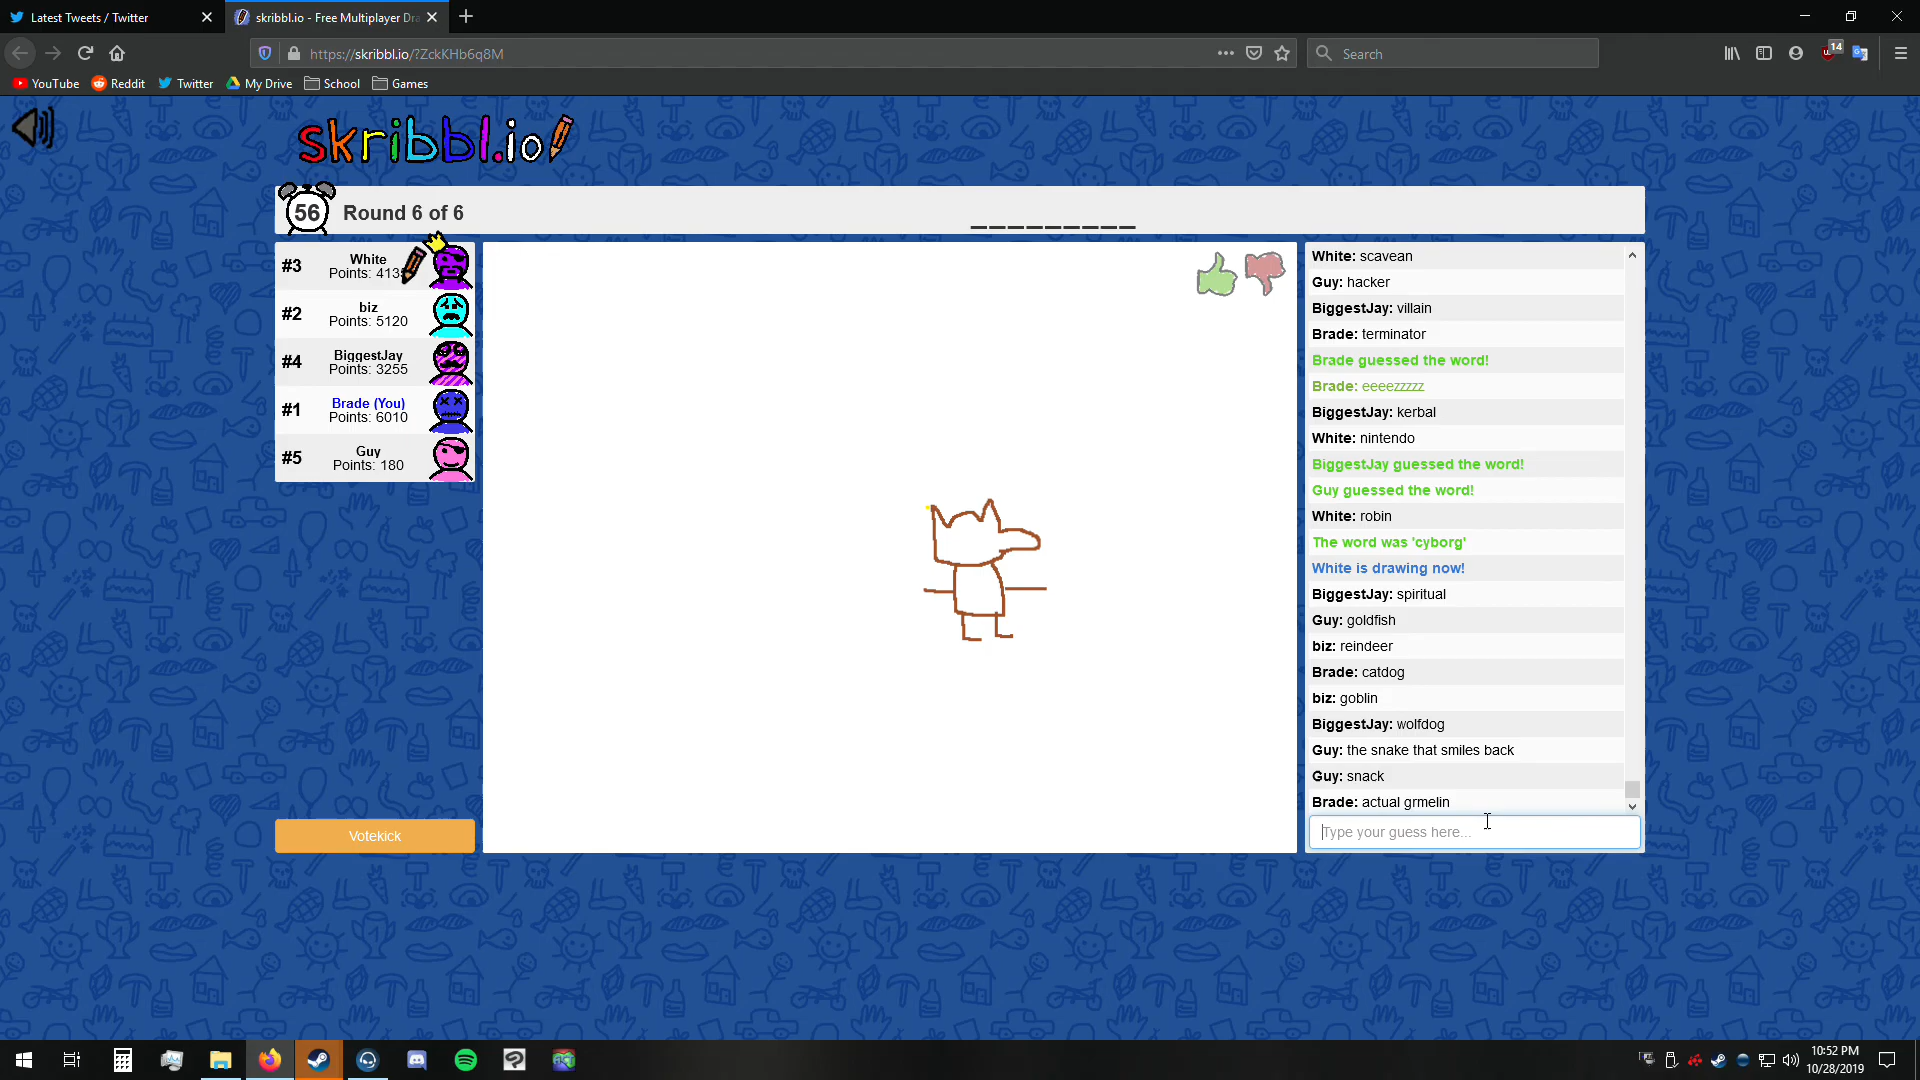 Latest Tweets / Twitter
skribbl.io - Free Multiplayer Dra
https://skribbl.io/?ZckKHb6q8M
Search
14
YouTube
Reddit
Twitter
My Drive
School
Games
skribbl.io
56
Round 6 of 6
_________
#3
White
Points: 413
#2
biz
Points: 5120
#4
BiggestJay
Points: 3255
#1
Brade (You)
Points: 6010
#5
Guy
Points: 180
Votekick
White: scavean
Guy: hacker
BiggestJay: villain
Brade: terminator
Brade guessed the word!
Brade: eeeezzzzz
BiggestJay: kerbal
White: nintendo
BiggestJay guessed the word!
Guy guessed the word!
White: robin
The word was 'cyborg'
White is drawing now!
BiggestJay: spiritual
Guy: goldfish
biz: reindeer
Brade: catdog
biz: goblin
BiggestJay: wolfdog
Guy: the snake that smiles back
Guy: snack
Brade: actual grmelin
Type your guess here...
10:52 PM
10/28/2019